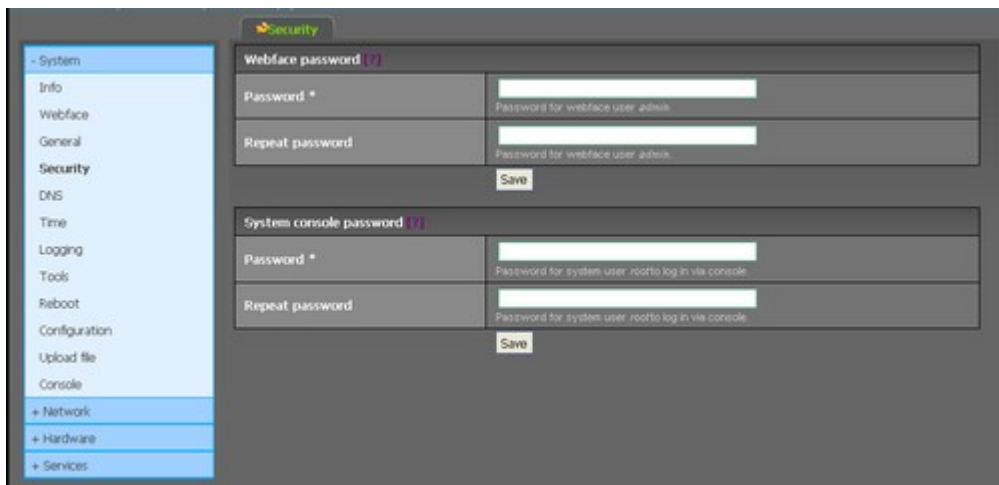 Security
- System
Info
Webface
General
Security
DNS
Time
Logging
Tools
Reboot
Configuration
Upload file
Console
+ Network
+ Hardware
+ Services
Webface password [?]
Password *
Password for webface user admin.
Repeat password
Password for webface user admin.
Save
System console password [?]
Password *
Password for system user rootto log in via console.
Repeat password
Password for system user rootto log in via console.
Save